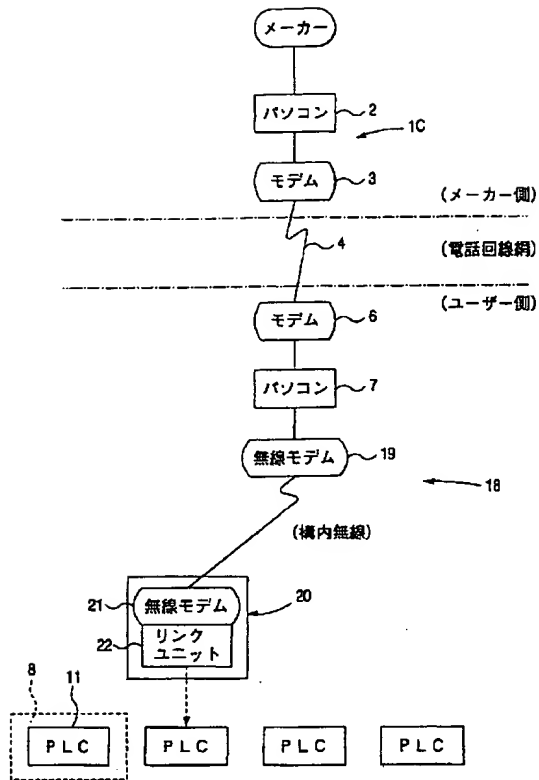 メーカー
パソコン
2
1C
モデム
3
(メーカー側)
4
(電話回線網)
(ユーザー側)
モデム
6
パソコン
7
無線モデム
19
18
(構内無線)
21
無線モデム
20
22
リンク
ユニット
8
11
PLC
PLC
PLC
PLC